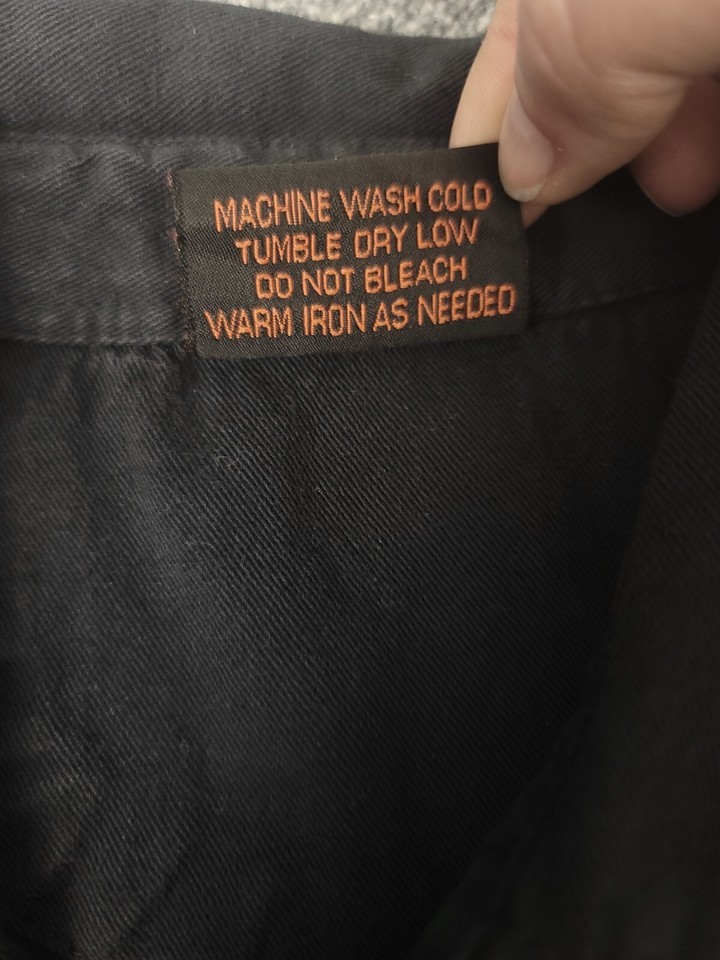 MACHINE WASH COLD
TUMBLE DRY LOW
DO NOT BLEACH
WARM IRON AS NEEDED